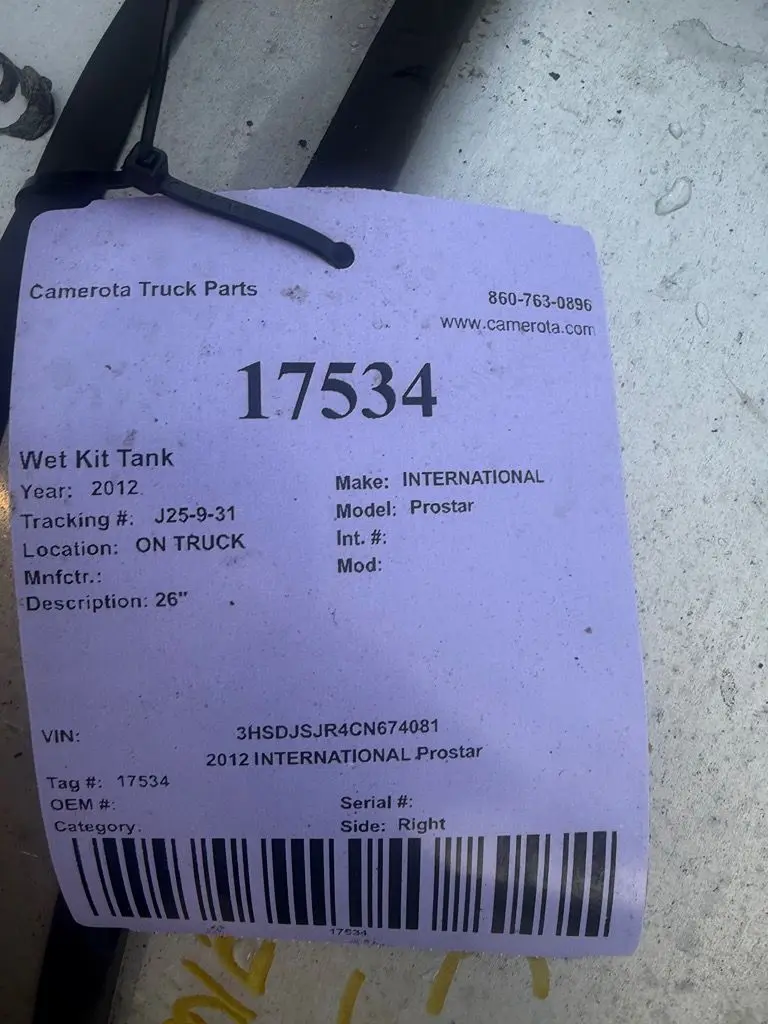 Camerota Truck Parts
860-763-0896
www.camerota.com
17534
Wet Kit Tank
Year: 2012
Make: INTERNATIONAL
Tracking #: J25-9-31
Model: Prostar
Location: ON TRUCK
Int. #:
Mnfctr.:
Mod:
Description: 26"
VIN: 3HSDJSJR4CN674081
2012 INTERNATIONAL Prostar
Tag #: 17534
OEM #:
Serial #:
Category:
Side: Right
17534